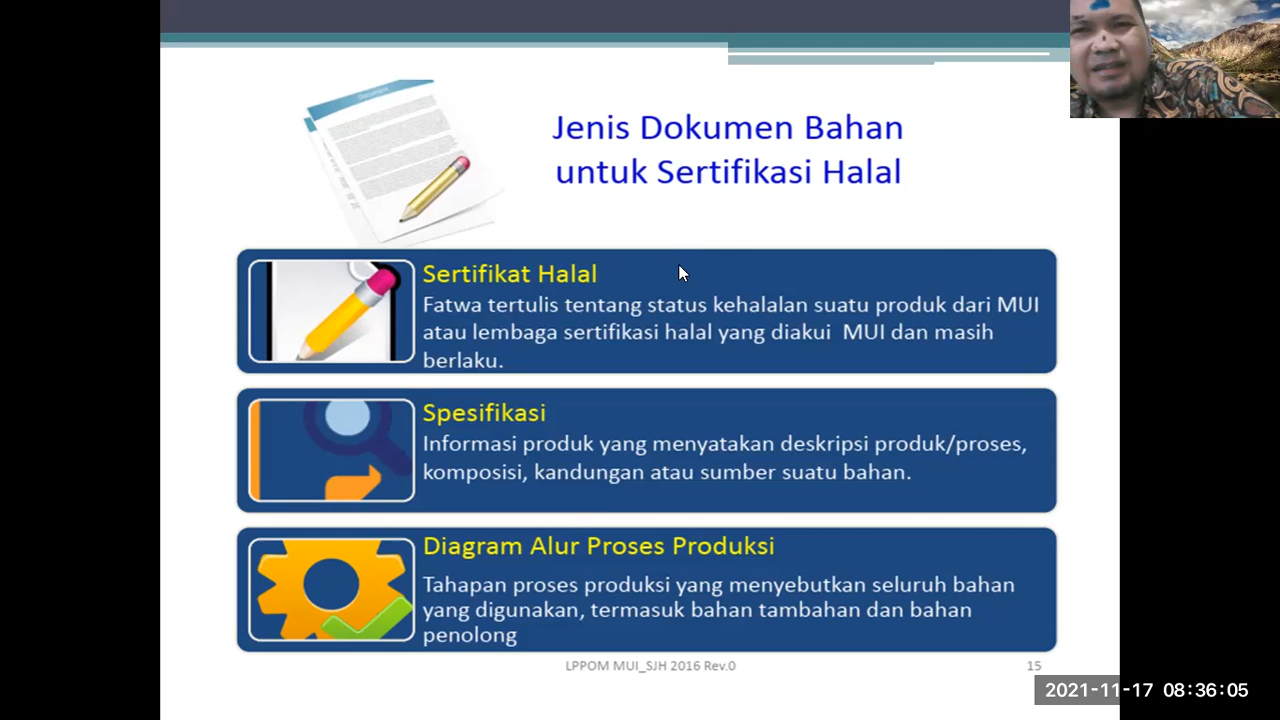 Document
Jenis Dokumen Bahan
untuk Sertifikasi Halal
Sertifikat Halal
Fatwa tertulis tentang status kehalalan suatu produk dari MUI
atau lembaga sertifikasi halal yang diakui MUI dan masih
berlaku.
Spesifikasi
Informasi produk yang menyatakan deskripsi produk/proses,
komposisi, kandungan atau sumber suatu bahan.
Diagram Alur Proses Produksi
Tahapan proses produksi yang menyebutkan seluruh bahan
yang digunakan, termasuk bahan tambahan dan bahan
penolong
LPPOM MUI_SJH 2016 Rev.0
15
2021-11-17 08:36:05